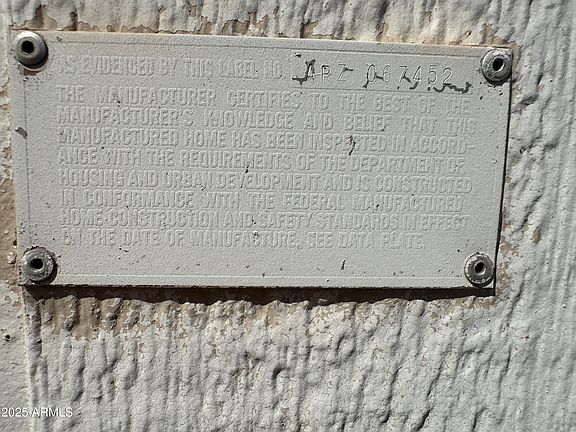 AS EVIDENCED BY THIS LABEL NO. ARZ 067452
THE MANUFACTURER CERTIFIES TO THE BEST OF THE
MANUFACTURER'S KNOWLEDGE AND BELIEF THAT THIS
MANUFACTURED HOME HAS BEEN INSPECTED IN ACCORD-
ANCE WITH THE REQUIREMENTS OF THE DEPARTMENT OF
HOUSING AND URBAN DEVELOPMENT AND IS CONSTRUCTED
IN CONFORMANCE WITH THE FEDERAL MANUFACTURED
HOME CONSTRUCTION AND SAFETY STANDARDS IN EFFECT
ON THE DATE OF MANUFACTURE. SEE DATA PLATE.
2025 ARMLS